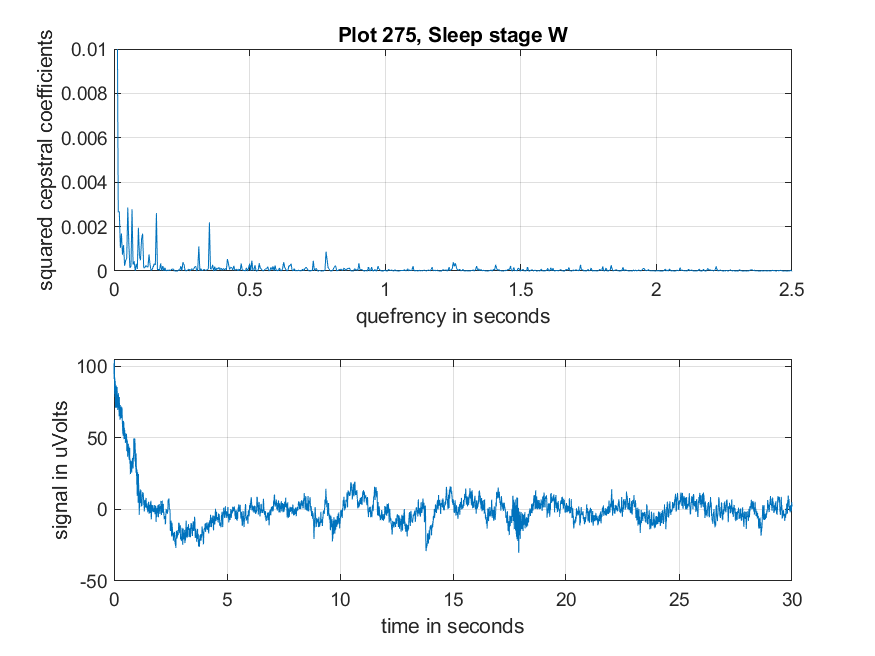 Plot 275, Sleep stage W
squared cepstral coefficients
0.01
0.008
0.006
0.004
0.002
0
0 0.5 1 1.5 2 2.5
quefrency in seconds
signal in uVolts
100
50
0
-50
0 5 10 15 20 25 30
time in seconds